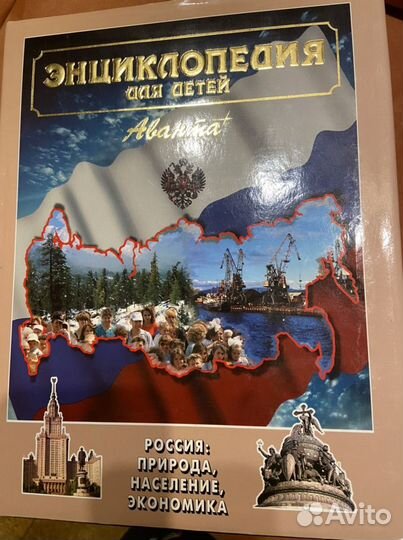 ЭНЦИКЛОПЕДИЯ
ДЛЯ ДЕТЕЙ
Аванта+
РОССИЯ:
ПРИРОДА,
НАСЕЛЕНИЕ,
ЭКОНОМИКА
Avito